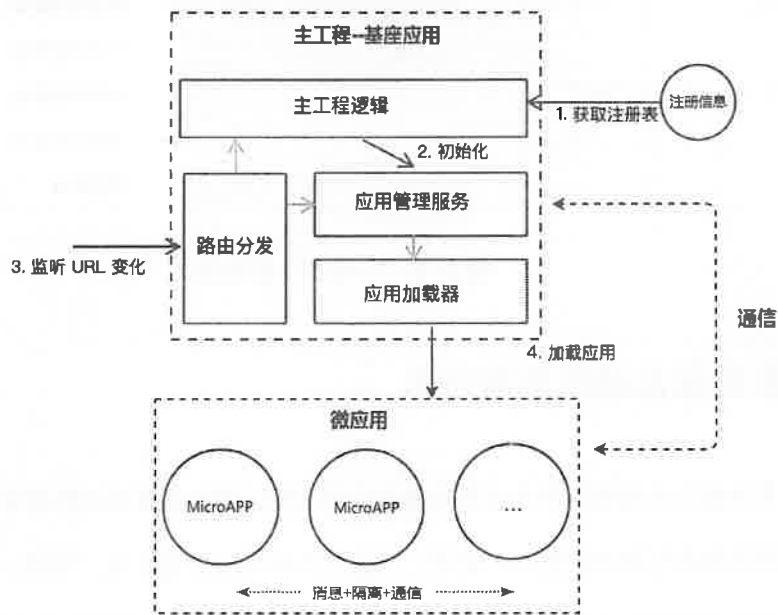 主工程--基座应用
主工程逻辑
注册信息
1. 获取注册表
2. 初始化
应用管理服务
路由分发
3. 监听 URL 变化
应用加载器
通信
4. 加载应用
微应用
MicroAPP
MicroAPP
...
消息+隔离+通信